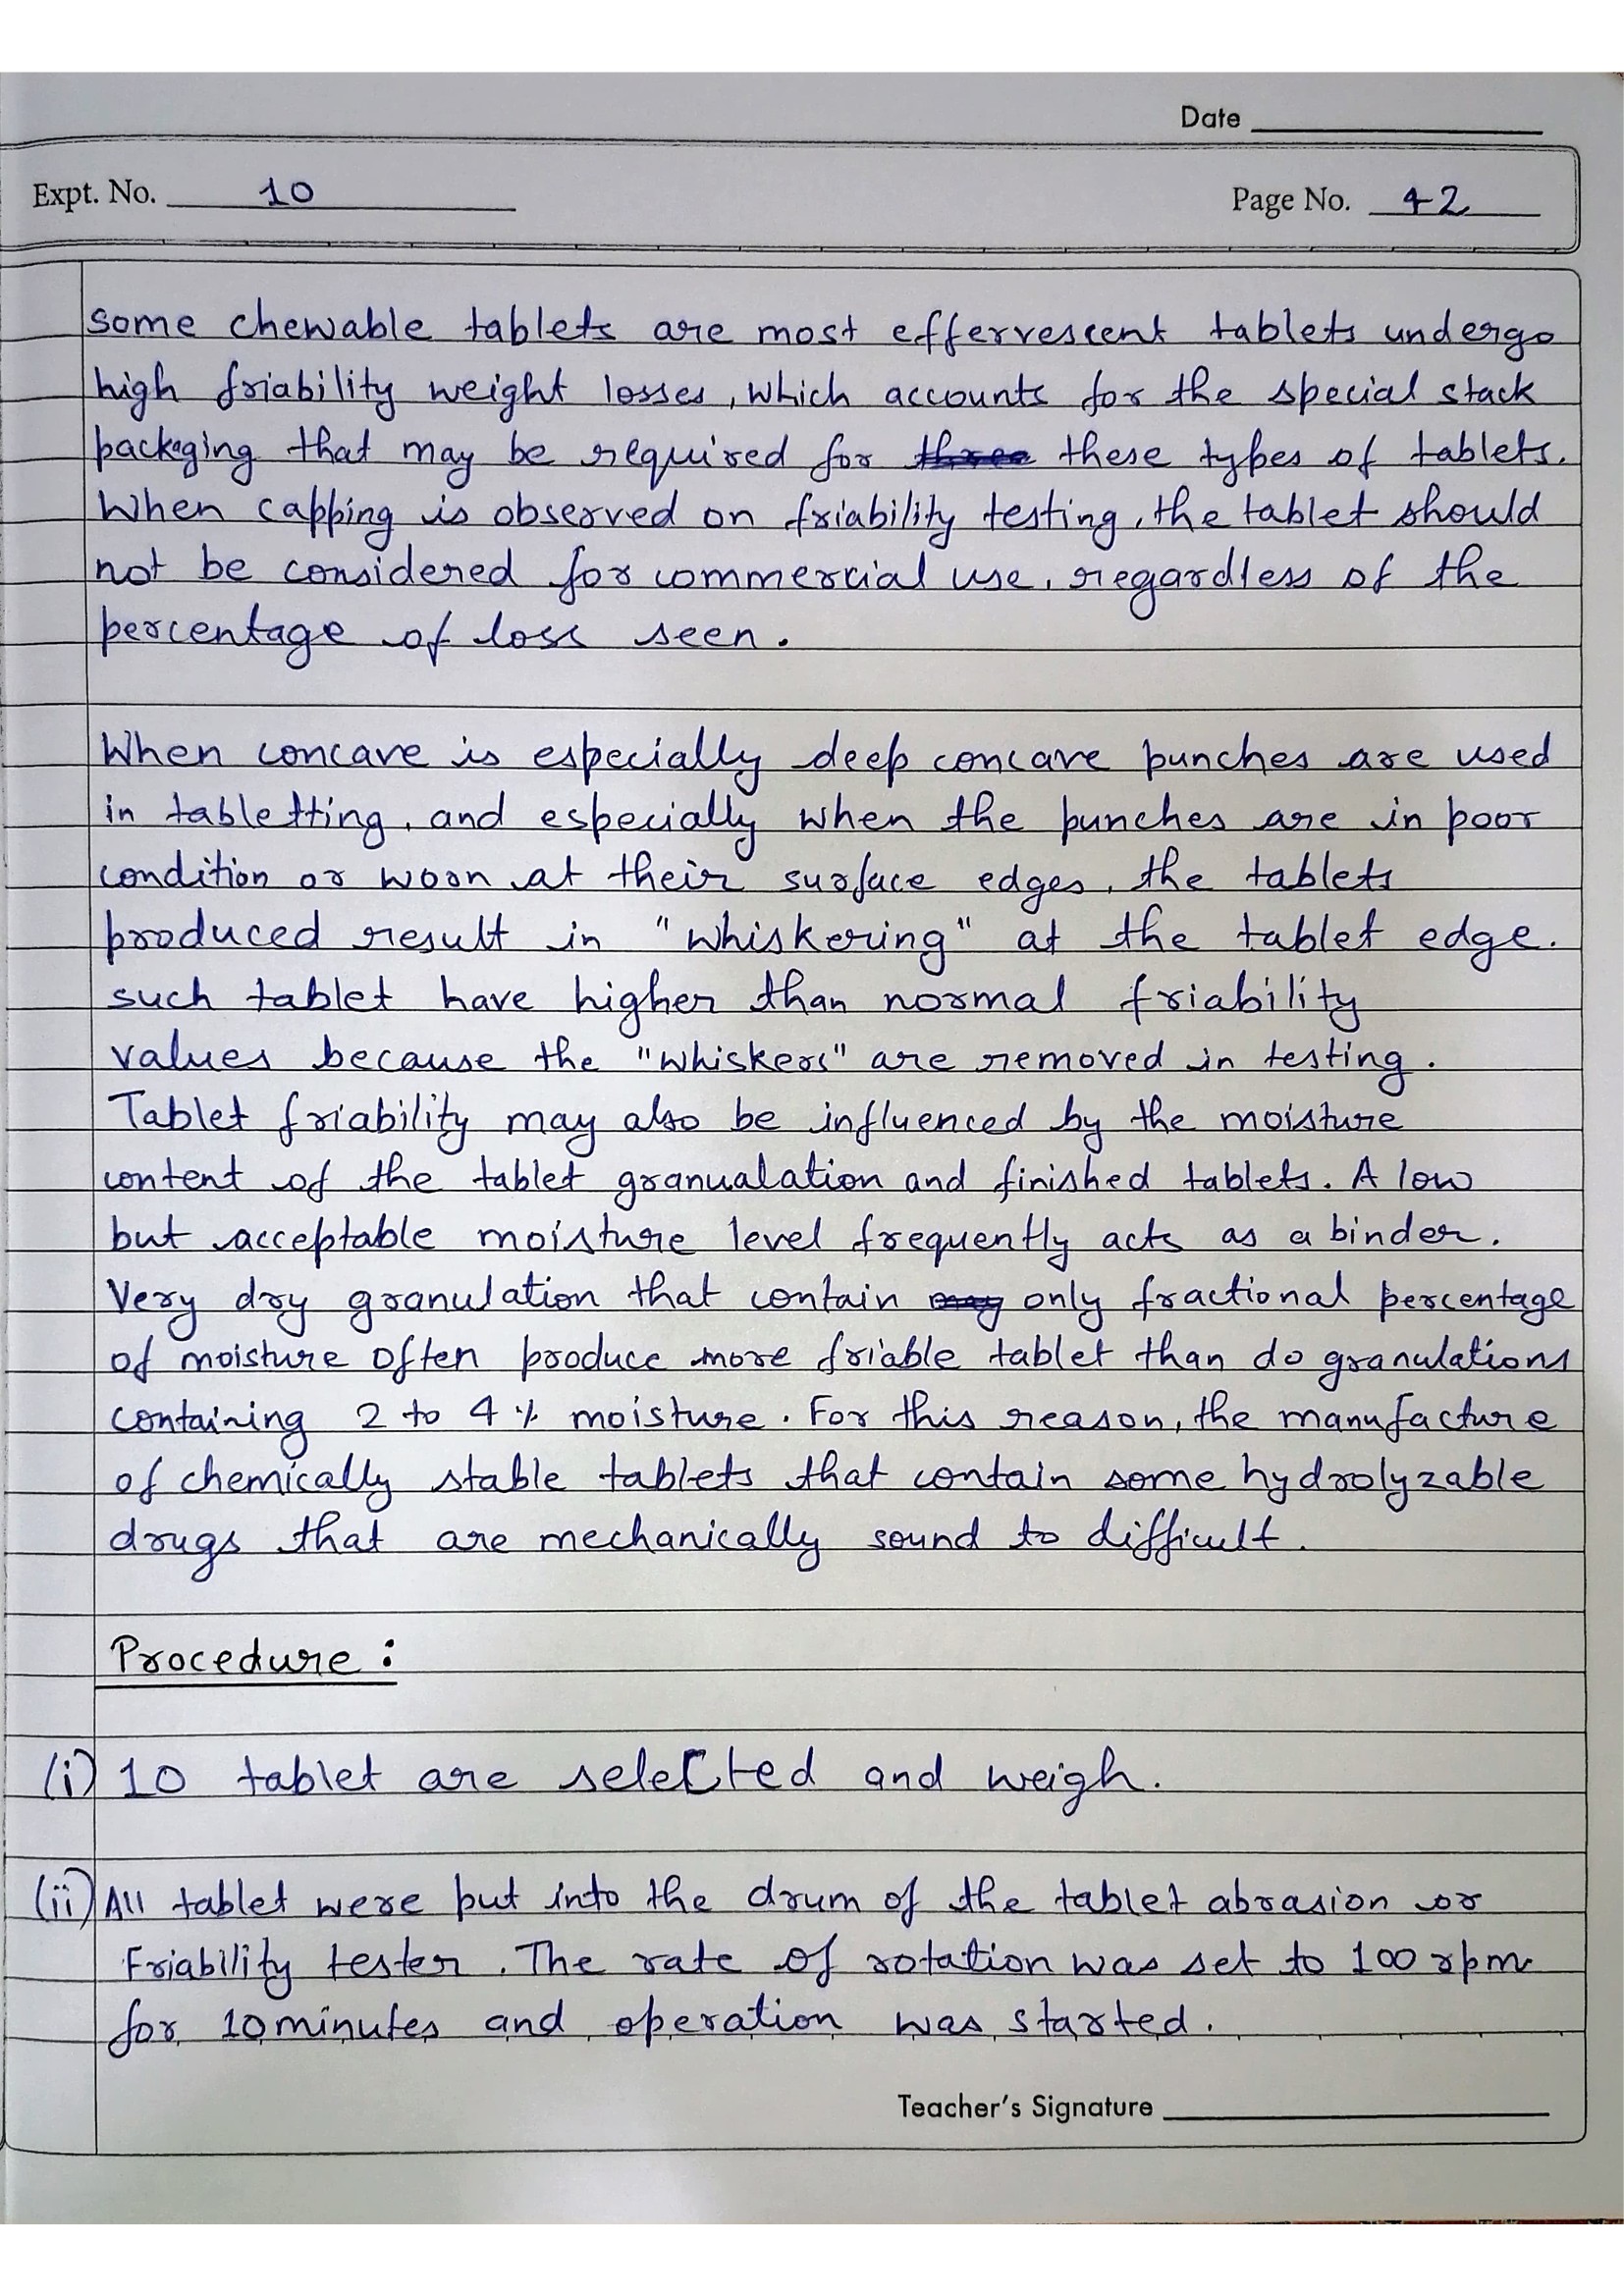 Date
Expt. No. 10
Page No. 42
some chewable tablets are most effervescent tablets undergo
high friability weight losses, which accounts for the special stack
packaging that may be required for these types of tablets.
When capping is observed on friability testing, the tablet should
not be considered for commercial use, regardless of the
percentage of loss seen.
When concave is especially deep concave punches are used
in tabletting, and especially when the punches are in poor
condition or woon at their surface edges, the tablets
produced result in "whiskering" at the tablet edge.
such tablet have higher than normal friability
values because the "whiskers" are removed in testing.
Tablet friability may also be influenced by the moisture
content of the tablet granualation and finished tablets. A low
but acceptable moisture level frequently acts as a binder.
Very dry granulation that contain only fractional percentage
of moisture often produce more friable tablet than do granulations
containing 2 to 4 % moisture. For this reason, the manufacture
of chemically stable tablets that contain some hydrolyzable
drugs that are mechanically sound to difficult.
Procedure :
(i) 10 tablet are selected and weigh.
(ii) All tablet were put into the drum of the tablet abrasion or
Friability tester. The rate of rotation was set to 100 rpm
for 10 minutes and operation was started.
Teacher's Signature